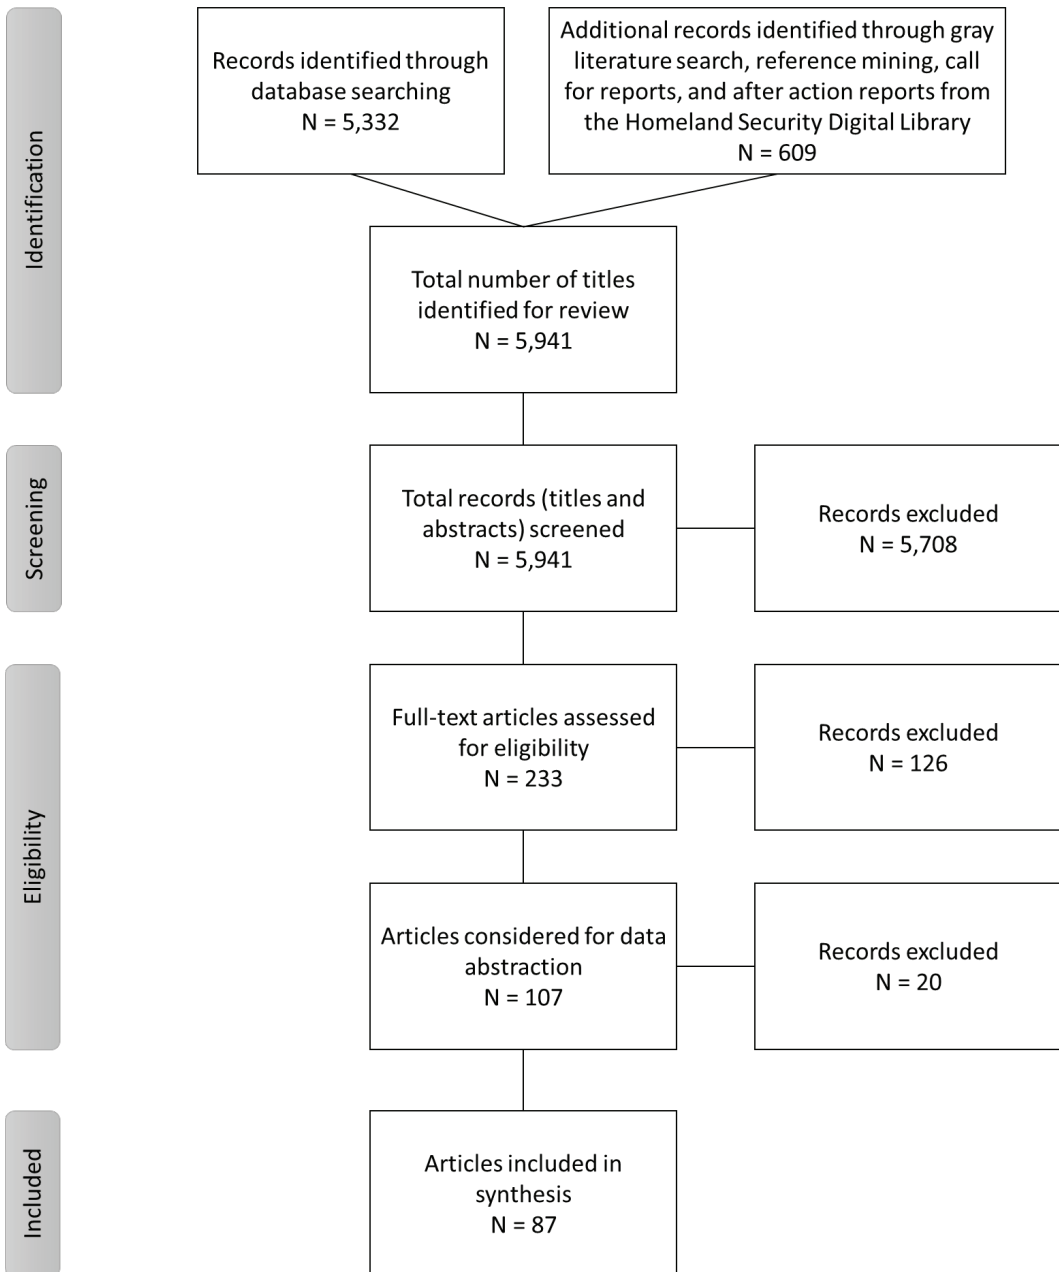 Identification
Records identified through
database searching
N = 5,332
Additional records identified through gray
literature search, reference mining, call
for reports, and after action reports from
the Homeland Security Digital Library
N = 609
Total number of titles
identified for review
N = 5,941
Screening
Total records (titles and
abstracts) screened
N = 5,941
Records excluded
N = 5,708
Eligibility
Full-text articles assessed
for eligibility
N = 233
Records excluded
N = 126
Articles considered for data
abstraction
N = 107
Records excluded
N = 20
Included
Articles included in
synthesis
N = 87